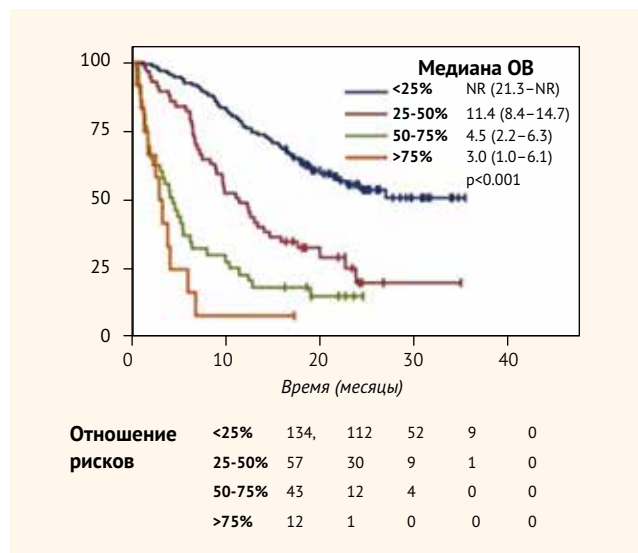 Медиана ОВ
<25% NR (21.3–NR)
25-50% 11.4 (8.4–14.7)
50-75% 4.5 (2.2–6.3)
>75% 3.0 (1.0–6.1)
p<0.001
100
75
50
25
0
0 10 20 30 40
Время (месяцы)
Отношение рисков
<25% 134, 112 52 9 0
25-50% 57 30 9 1 0
50-75% 43 12 4 0 0
>75% 12 1 0 0 0